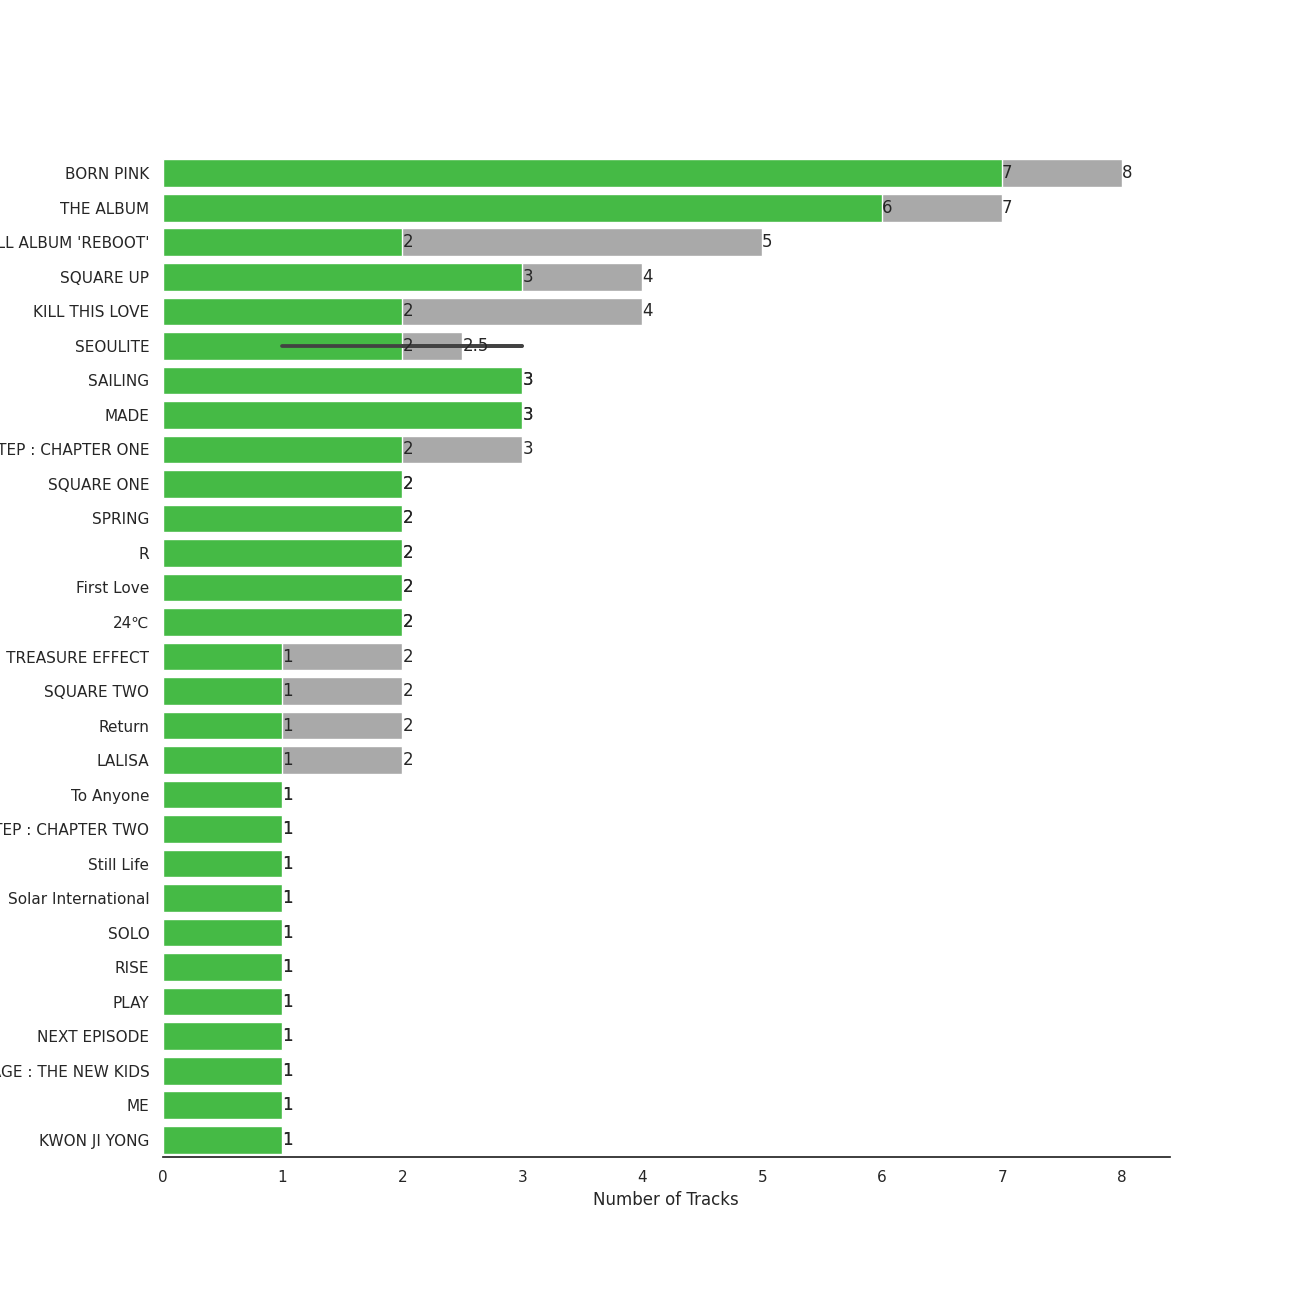 BORN PINK 7 8
THE ALBUM 6 7
LL ALBUM 'REBOOT' 2 5
SQUARE UP 3 4
KILL THIS LOVE 2 4
SEOULITE 2 2.5
SAILING 3
MADE 3
TEP : CHAPTER ONE 2 3
SQUARE ONE 2
SPRING 2
R 2
First Love 2
24℃ 2
TREASURE EFFECT 1 2
SQUARE TWO 1 2
Return 1 2
LALISA 1 2
To Anyone 1
TEP : CHAPTER TWO 1
Still Life 1
Solar International 1
SOLO 1
RISE 1
PLAY 1
NEXT EPISODE 1
GE : THE NEW KIDS 1
ME 1
KWON JI YONG 1
0 1 2 3 4 5 6 7 8
Number of Tracks